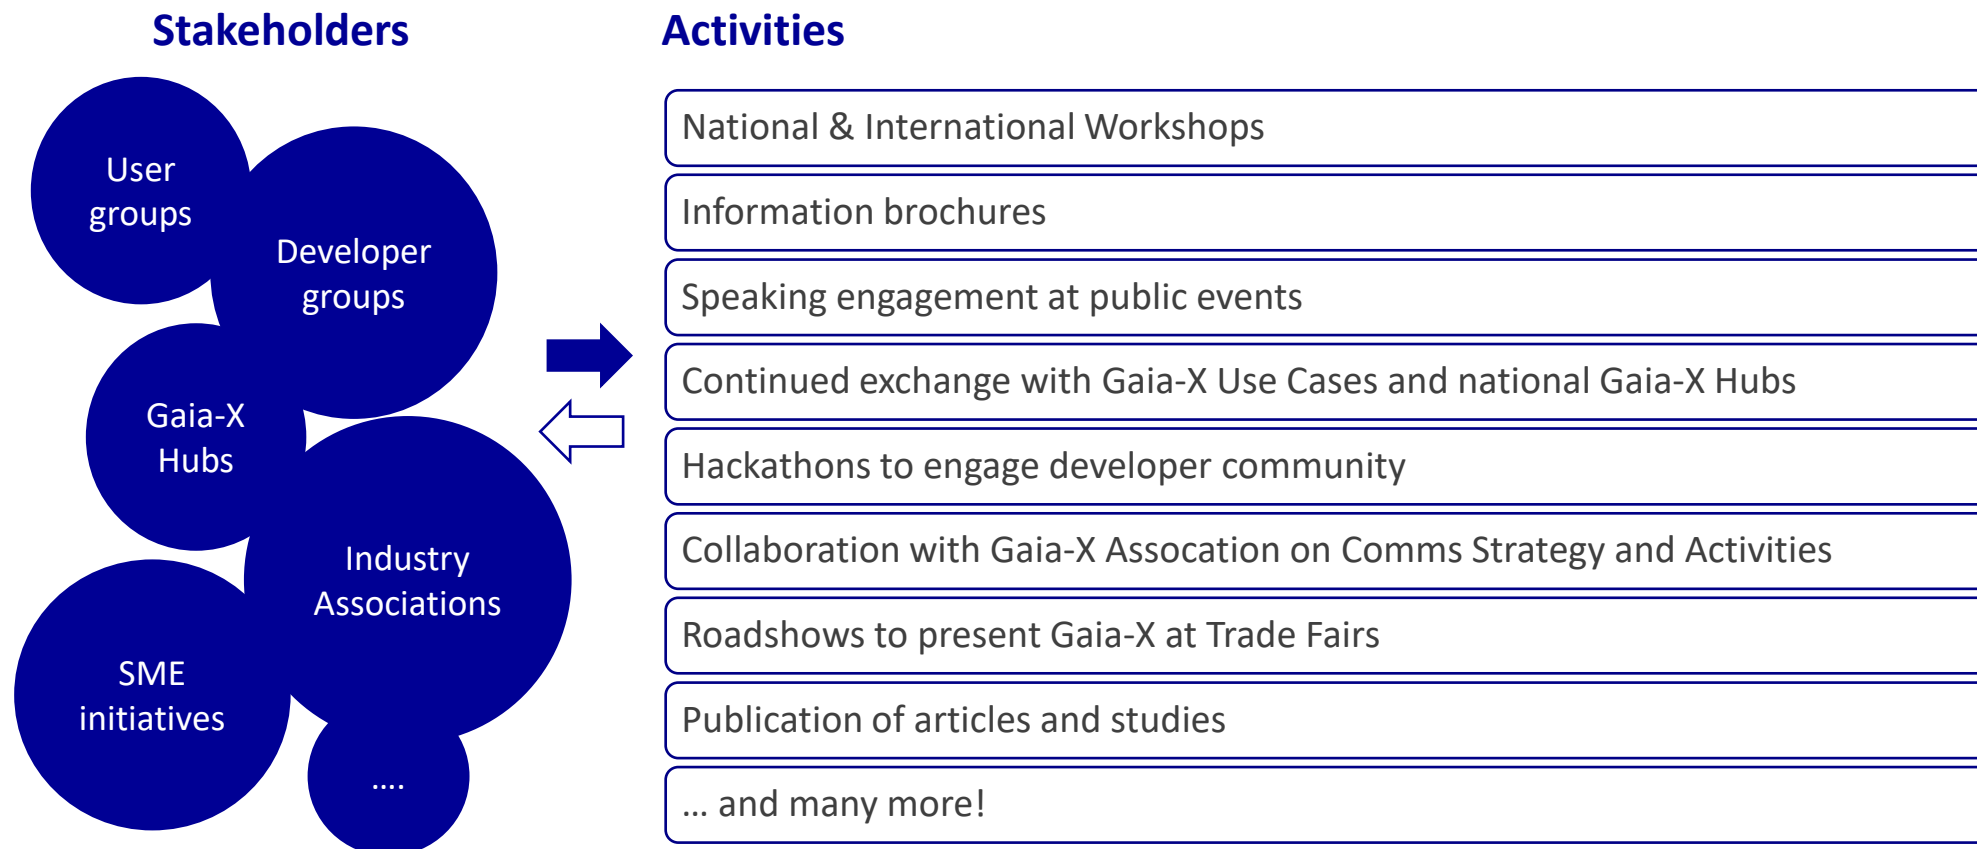 Stakeholders
User
groups
Developer
groups
Gaia-X
Hubs
Industry
Associations
SME
initiatives
....
Activities
National & International Workshops
Information brochures
Speaking engagement at public events
Continued exchange with Gaia-X Use Cases and national Gaia-X Hubs
Hackathons to engage developer community
Collaboration with Gaia-X Assocation on Comms Strategy and Activities
Roadshows to present Gaia-X at Trade Fairs
Publication of articles and studies
... and many more!